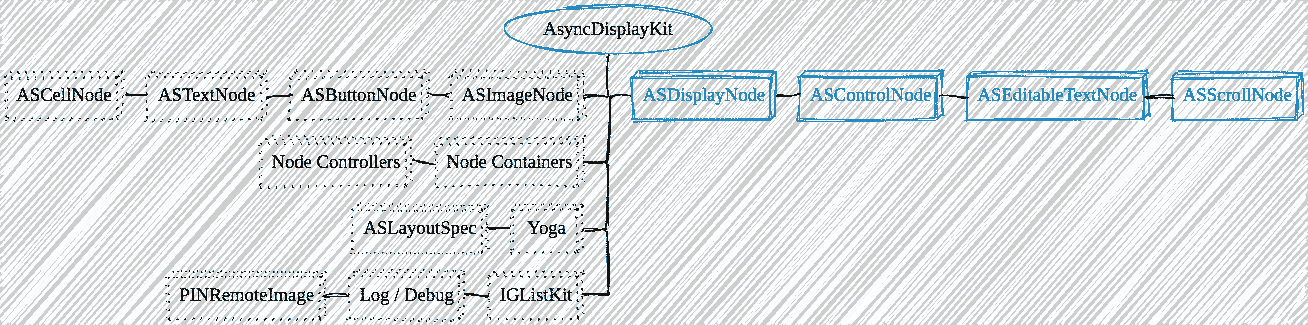 AsyncDisplayKit
ASCellNode ASTextNode ASButtonNode ASImageNode ASDisplayNode ASControlNode ASEditableTextNode ASScrollNode
Node Controllers Node Containers
ASLayoutSpec Yoga
PINRemoteImage Log / Debug IGListKit